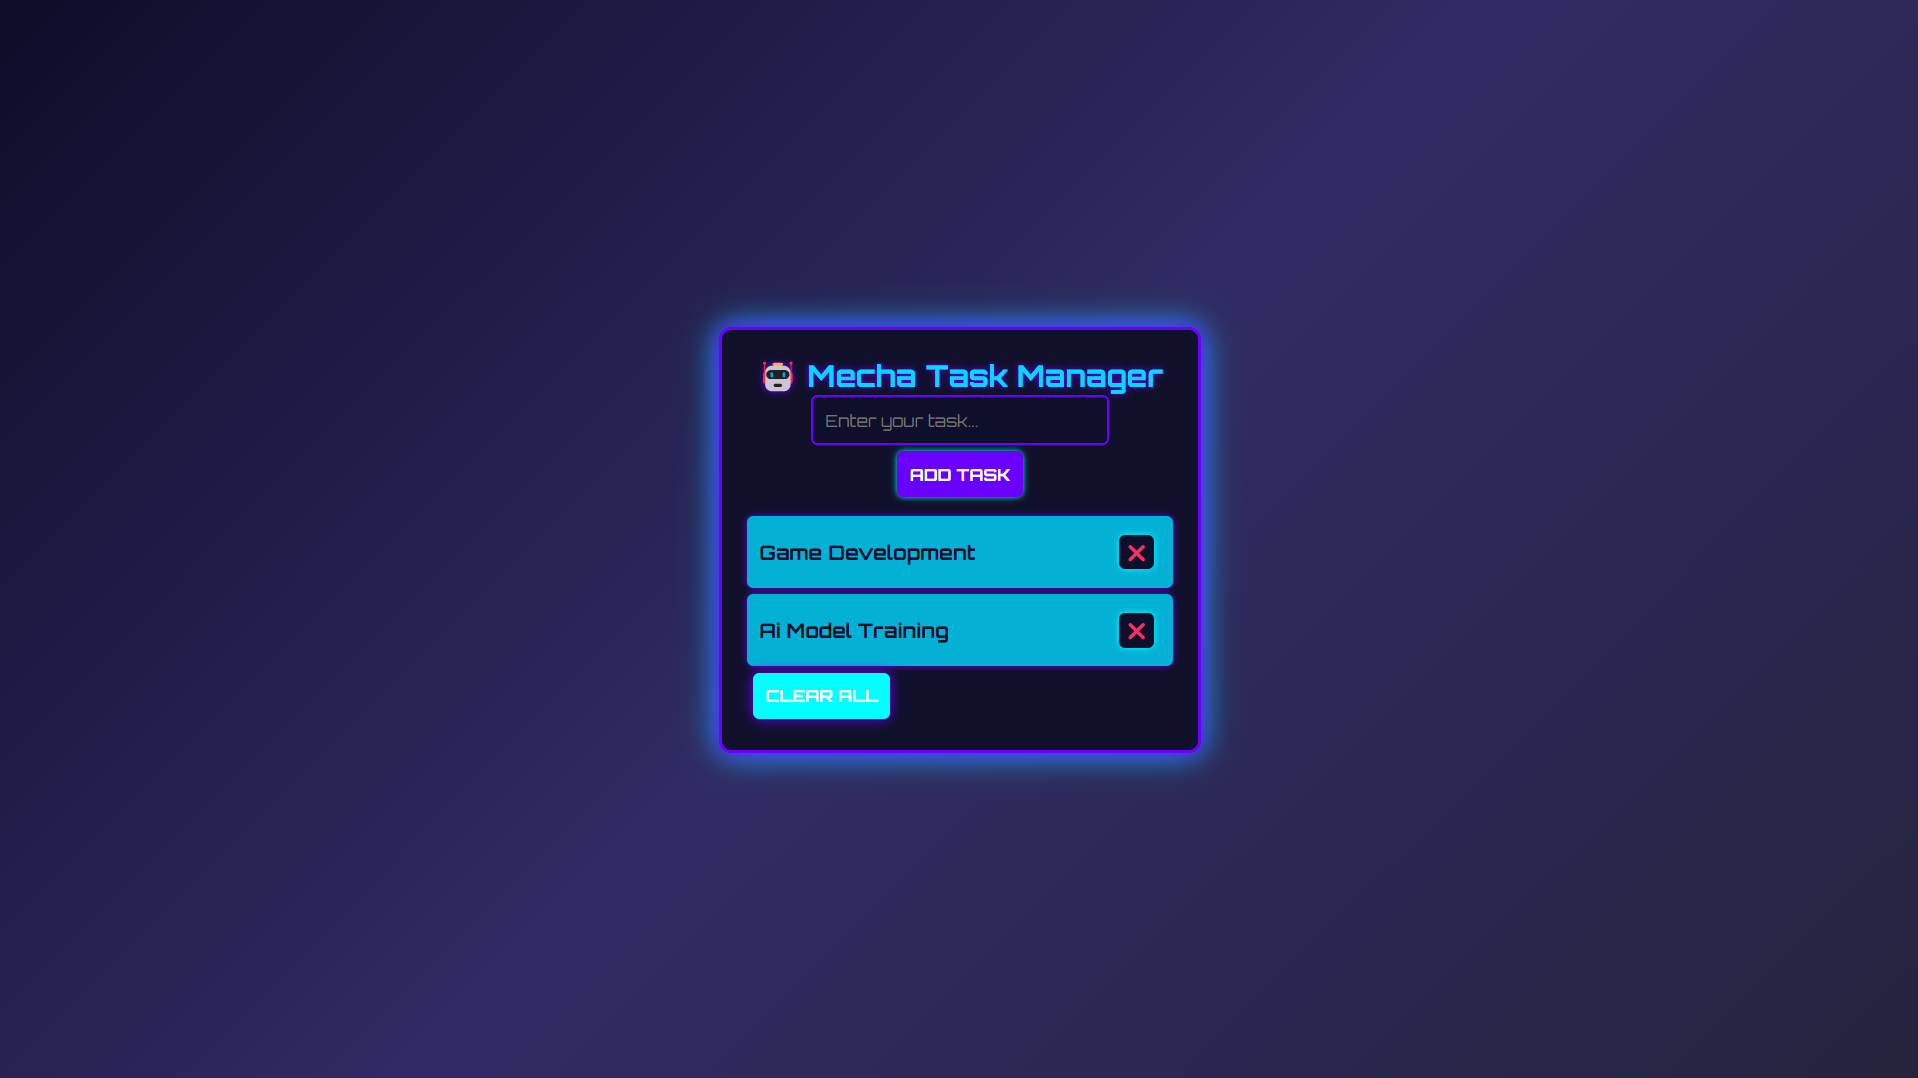 Mecha Task Manager
Enter your task...
ADD TASK
Game Development
Ai Model Training
CLEAR ALL